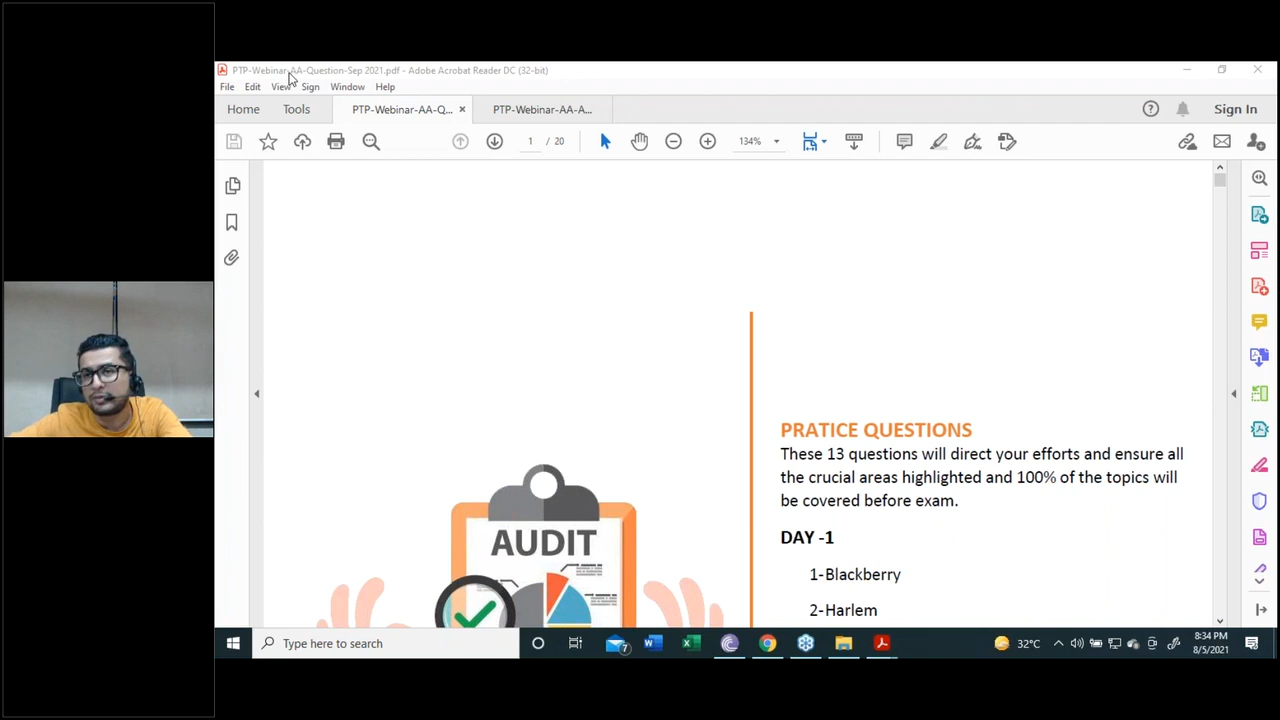 PTP-Webinar-AA-Question-Sep 2021.pdf - Adobe Acrobat Reader DC (32-bit)
File Edit View Sign Window Help
Home Tools PTP-Webinar-AA-Q... × PTP-Webinar-AA-A... Sign In
1 / 20 134%
PRATICE QUESTIONS
These 13 questions will direct your efforts and ensure all
the crucial areas highlighted and 100% of the topics will
be covered before exam.
DAY -1
1-Blackberry
2-Harlem
AUDIT
Type here to search
7
32°C
8:34 PM
8/5/2021